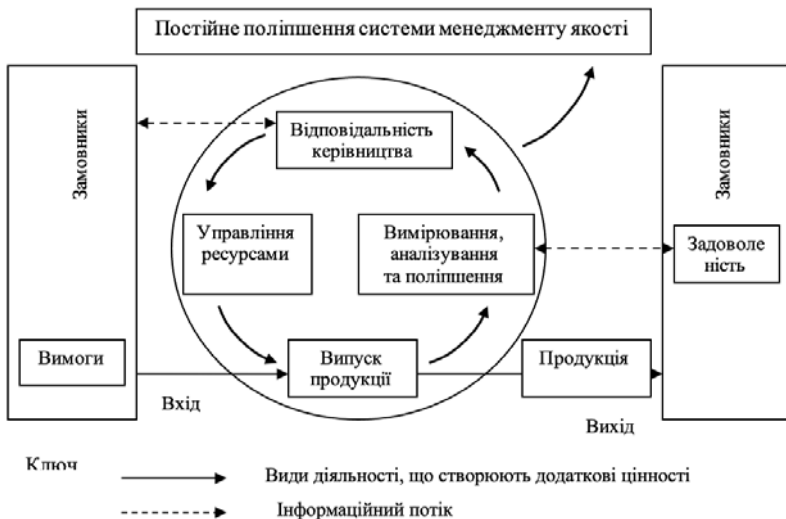 Постійне поліпшення системи менеджменту якості
Замовники
Замовники
Відповідальність
керівництва
Управління
ресурсами
Вимірювання,
аналізування
та поліпшення
Задоволе
ність
Вимоги
Випуск
продукції
Продукція
Вхід
Вихід
Ключ
Види діяльності, що створюють додаткові цінності
Інформаційний потік